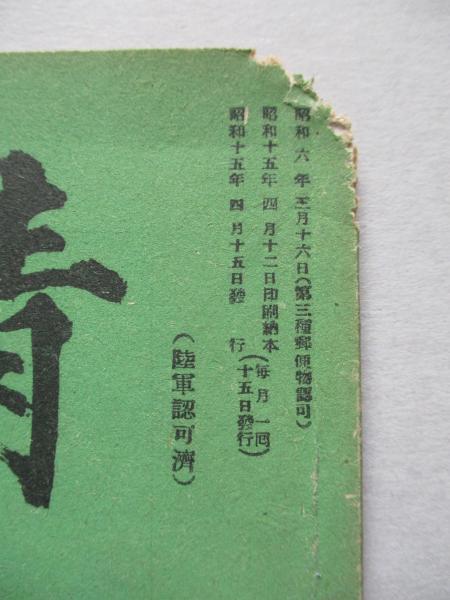 昭和六年三月十六日(第三種郵便物認可)
昭和十五年四月十二日印刷納本(毎月一回
昭和十五年四月十五日發行 十五日發行)
(陸軍認可濟)